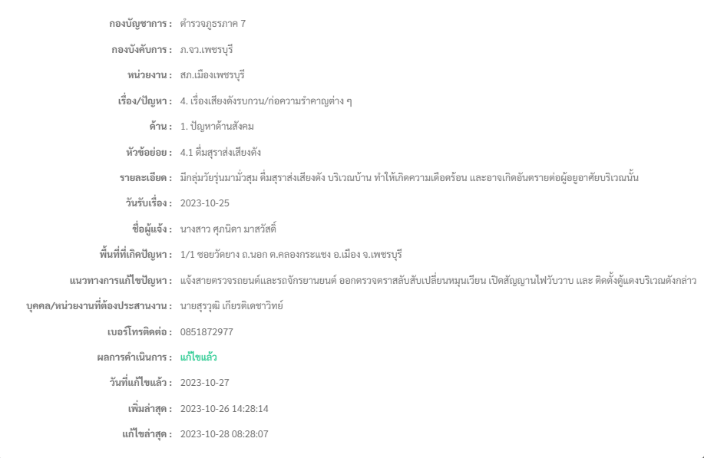 กองบัญชาการ : ตำรวจภูธรภาค 7
กองบังคับการ : ภ.จว.เพชรบุรี
หน่วยงาน : สภ.เมืองเพชรบุรี
เรื่อง/ปัญหา : 4. เรื่องเสียงดังรบกวน/ก่อความรำคาญต่าง ๆ
ด้าน : 1. ปัญหาด้านสังคม
หัวข้อย่อย : 4.1 ดื่มสุราส่งเสียงดัง
รายละเอียด : มีกลุ่มวัยรุ่นมามั่วสุม ดื่มสุราส่งเสียงดัง บริเวณบ้าน ทำให้เกิดความเดือดร้อน และอาจเกิดอันตรายต่อผู้อยู่อาศัยบริเวณนั้น
วันรับเรื่อง : 2023-10-25
ชื่อผู้แจ้ง : นางสาว ศุภนิดา มาสวัสดิ์
พื้นที่ที่เกิดปัญหา : 1/1 ซอยวัดยาง ถ.นอก ต.คลองกระแชง อ.เมือง จ.เพชรบุรี
แนวทางการแก้ไขปัญหา : แจ้งสายตรวจรถยนต์และรถจักรยานยนต์ ออกตรวจตราสลับสับเปลี่ยนหมุนเวียน เปิดสัญญานไฟวับวาบ และ ติดตั้งตู้แดงบริเวณดังกล่าว
บุคคล/หน่วยงานที่ต้องประสานงาน : นายสุรวุฒิ เกียรติเดชาวิทย์
เบอร์โทรติดต่อ : 0851872977
ผลการดำเนินการ : แก้ไขแล้ว
วันที่แก้ไขแล้ว : 2023-10-27
เพิ่มล่าสุด : 2023-10-26 14:28:14
แก้ไขล่าสุด : 2023-10-28 08:28:07